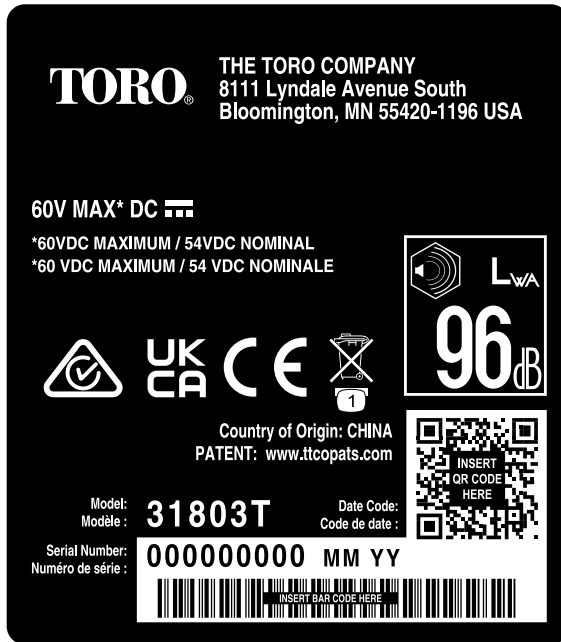 TORO®
THE TORO COMPANY
8111 Lyndale Avenue South
Bloomington, MN 55420-1196 USA
60V MAX* DC
*60VDC MAXIMUM / 54VDC NOMINAL
*60 VDC MAXIMUM / 54 VDC NOMINALE
LWA
96dB
UK
CA
CE
1
Country of Origin: CHINA
PATENT: www.ttcopats.com
INSERT
QR CODE
HERE
Model:
Modèle :
31803T
Date Code:
Code de date :
Serial Number:
Numéro de série :
000000000 MM YY
INSERT BAR CODE HERE